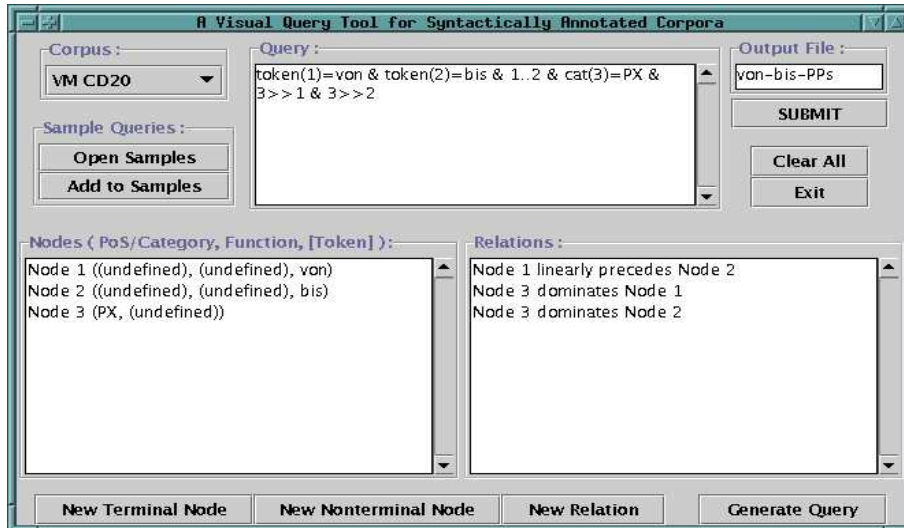 A Visual Query Tool for Syntactically Annotated Corpora
Corpus :
VM CD20
Sample Queries :
Open Samples
Add to Samples
Query :
token(1)=von & token(2)=bis & 1..2 & cat(3)=PX &
3>>1 & 3>>2
Output File :
von-bis-PPs
SUBMIT
Clear All
Exit
Nodes ( PoS/Category, Function, [Token] ):
Node 1 ((undefined), (undefined), von)
Node 2 ((undefined), (undefined), bis)
Node 3 (PX, (undefined))
Relations :
Node 1 linearly precedes Node 2
Node 3 dominates Node 1
Node 3 dominates Node 2
New Terminal Node
New Nonterminal Node
New Relation
Generate Query